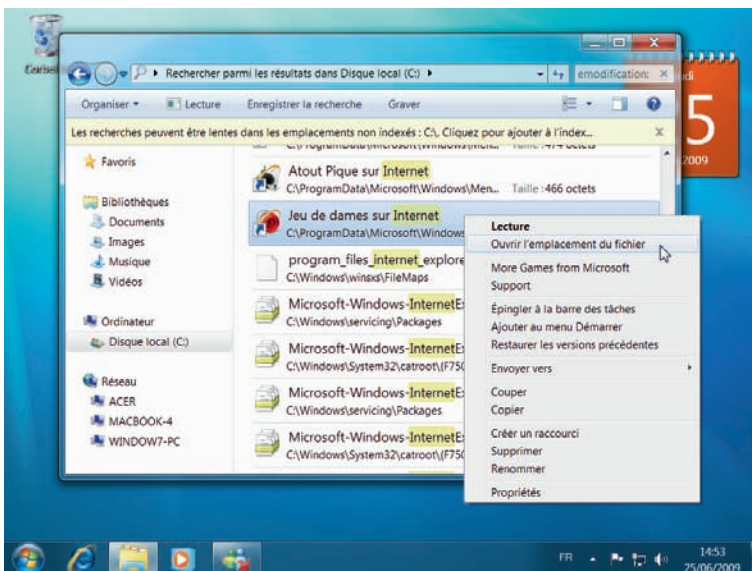 Corbeille
Rechercher parmi les résultats dans Disque local (C:)
emodification:
Organiser
Lecture
Enregistrer la recherche
Graver
Les recherches peuvent être lentes dans les emplacements non indexés : C:\. Cliquez pour ajouter à l'index...
Favoris
Bibliothèques
Documents
Images
Musique
Vidéos
Ordinateur
Disque local (C:)
Réseau
ACER
MACBOOK-4
WINDOW7-PC
C:\ProgramData\Microsoft\Windows\Men... Taille : 474 octets
Atout Pique sur Internet
C:\ProgramData\Microsoft\Windows\Men... Taille : 466 octets
Jeu de dames sur Internet
C:\ProgramData\Microsoft\Windows
program_files_internet_explore
C:\Windows\winsxs\FileMaps
Microsoft-Windows-InternetE
C:\Windows\servicing\Packages
Microsoft-Windows-InternetE
C:\Windows\System32\catroot\{F750
Microsoft-Windows-InternetE
C:\Windows\servicing\Packages
Microsoft-Windows-InternetE
C:\Windows\System32\catroot\{F750
Lecture
Ouvrir l'emplacement du fichier
More Games from Microsoft
Support
Épingler à la barre des tâches
Ajouter au menu Démarrer
Restaurer les versions précédentes
Envoyer vers
Couper
Copier
Créer un raccourci
Supprimer
Renommer
Propriétés
di
5
2009
FR
14:53
25/06/2009